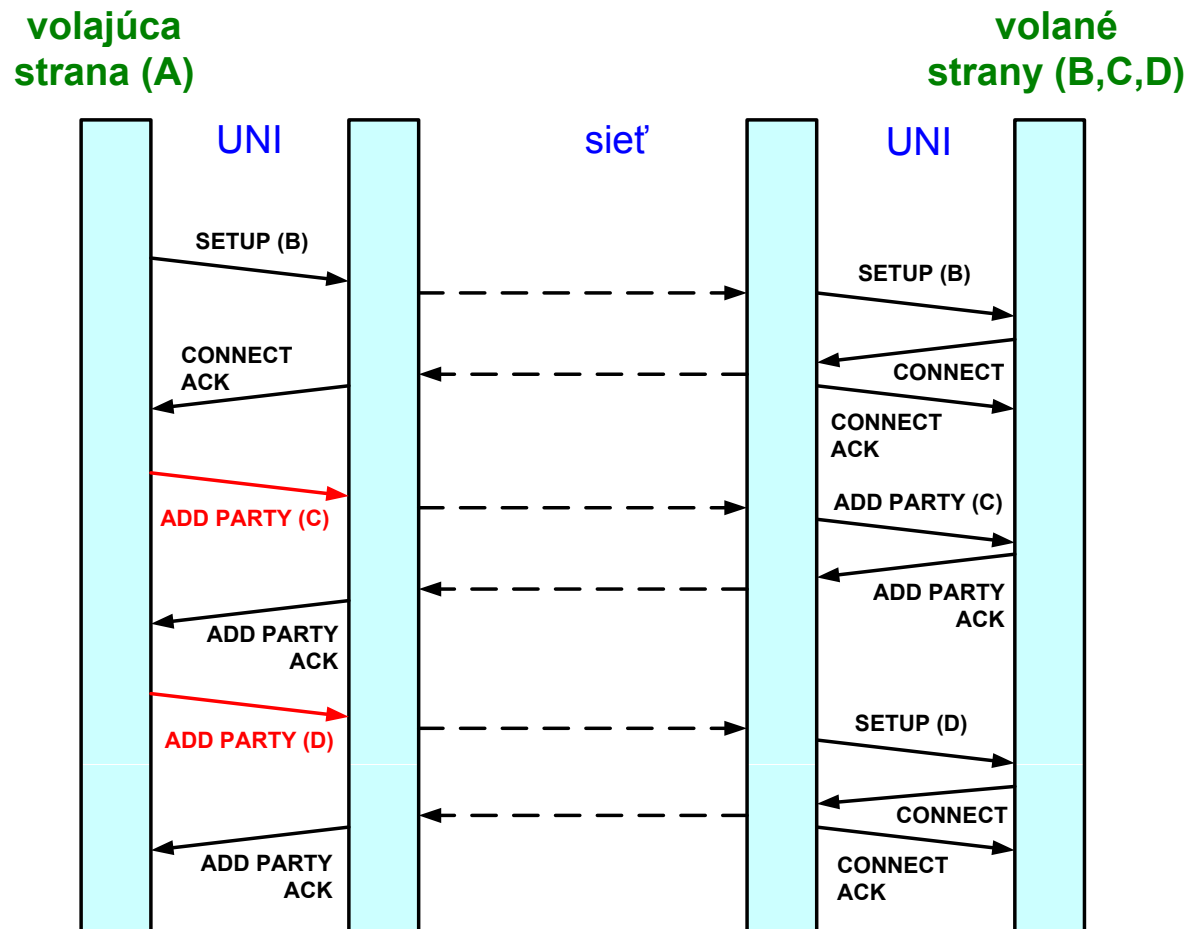 volajúca
strana (A)
volané
strany (B,C,D)
UNI
sieť
UNI
SETUP (B)
SETUP (B)
CONNECT
CONNECT
ACK
CONNECT
ACK
ADD PARTY (C)
ADD PARTY (C)
ADD PARTY
ACK
ADD PARTY
ACK
ADD PARTY (D)
SETUP (D)
CONNECT
ADD PARTY
ACK
CONNECT
ACK